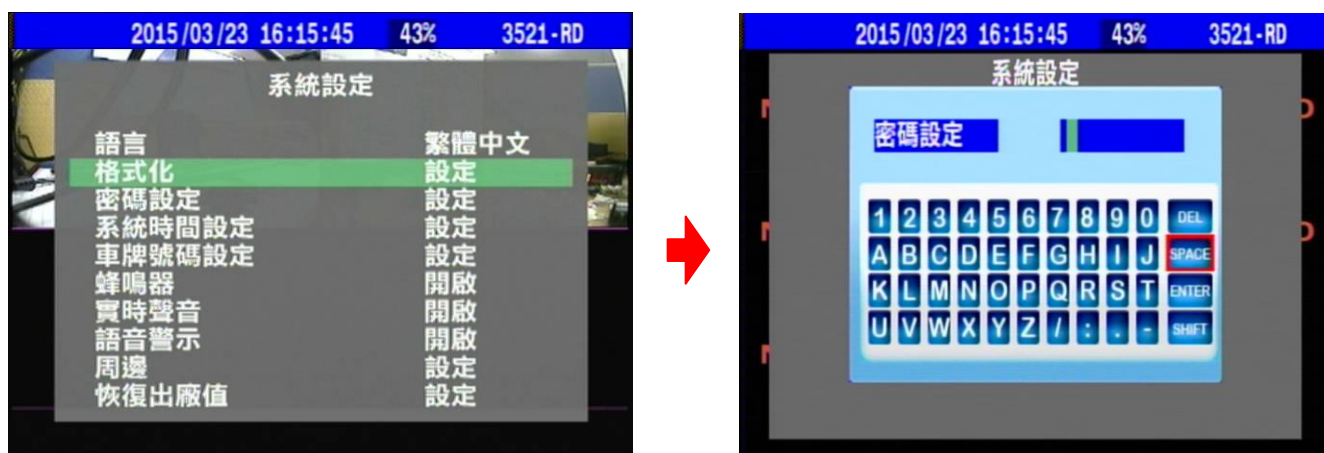 2015/03/23 16:15:45 43% 3521-RD
系統設定
語言 繁體中文
格式化 設定
密碼設定 設定
系統時間設定 設定
車牌號碼設定 設定
蜂鳴器 開啟
實時聲音 開啟
語音警示 開啟
周邊 設定
恢復出廠值 設定
2015/03/23 16:15:45 43% 3521-RD
系統設定
密碼設定
1 2 3 4 5 6 7 8 9 0 DEL
A B C D E F G H I J SPACE
K L M N O P Q R S T ENTER
U V W X Y Z / : . - SHIFT